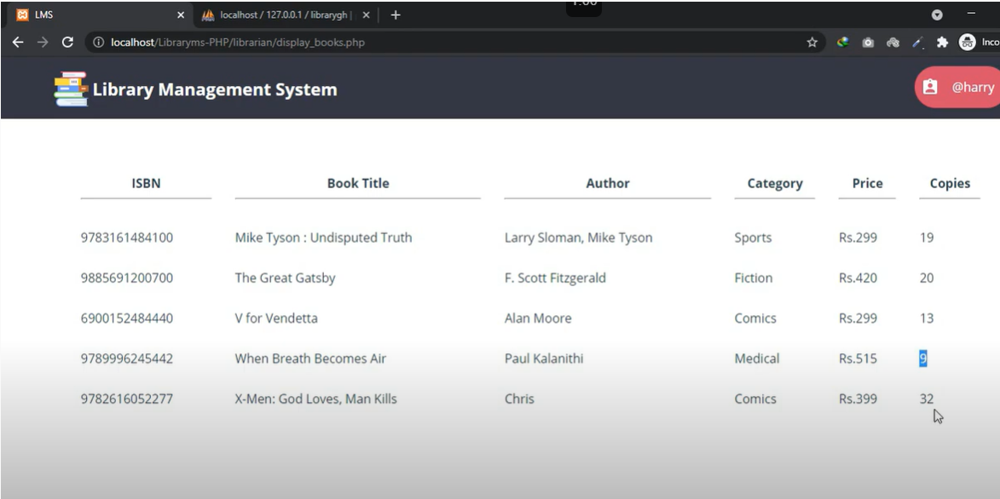 LMS
localhost / 127.0.0.1 / librarygh |
localhost/Libraryms-PHP/librarian/display_books.php
Inco
Library Management System
@harry
ISBN Book Title Author Category Price Copies
9783161484100 Mike Tyson : Undisputed Truth Larry Sloman, Mike Tyson Sports Rs.299 19
9885691200700 The Great Gatsby F. Scott Fitzgerald Fiction Rs.420 20
6900152484440 V for Vendetta Alan Moore Comics Rs.299 13
9789996245442 When Breath Becomes Air Paul Kalanithi Medical Rs.515 9
9782616052277 X-Men: God Loves, Man Kills Chris Comics Rs.399 32